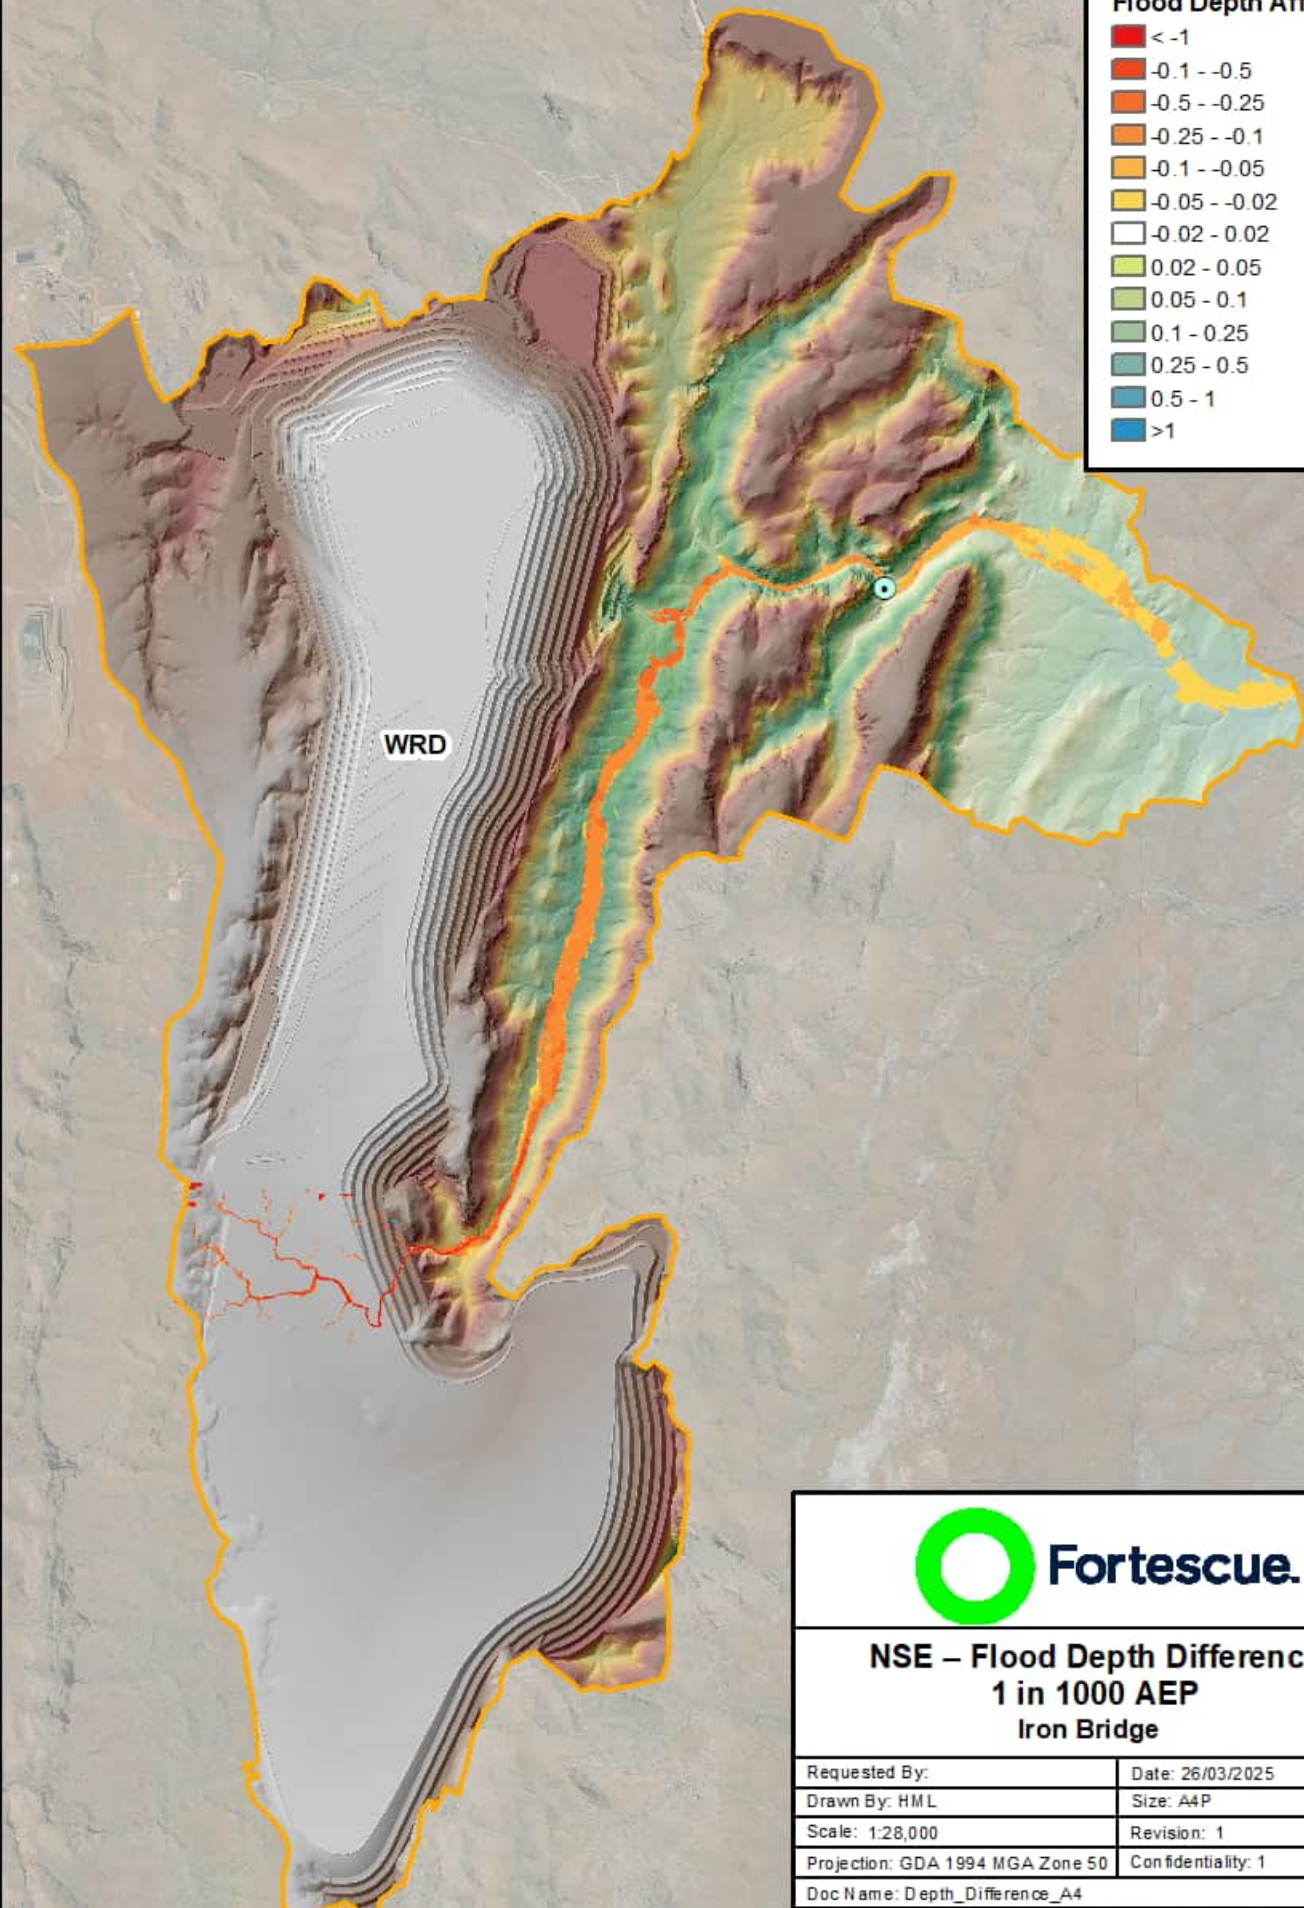 Flood Depth Aff
< -1
-0.1 - -0.5
-0.5 - -0.25
-0.25 - -0.1
-0.1 - -0.05
-0.05 - -0.02
-0.02 - 0.02
0.02 - 0.05
0.05 - 0.1
0.1 - 0.25
0.25 - 0.5
0.5 - 1
>1
WRD
Fortescue.
NSE – Flood Depth Differenc
1 in 1000 AEP
Iron Bridge
Requested By:
Date: 26/03/2025
Drawn By: HML
Size: A4P
Scale: 1:28,000
Revision: 1
Projection: GDA 1994 MGA Zone 50
Confidentiality: 1
Doc Name: Depth_Difference_A4